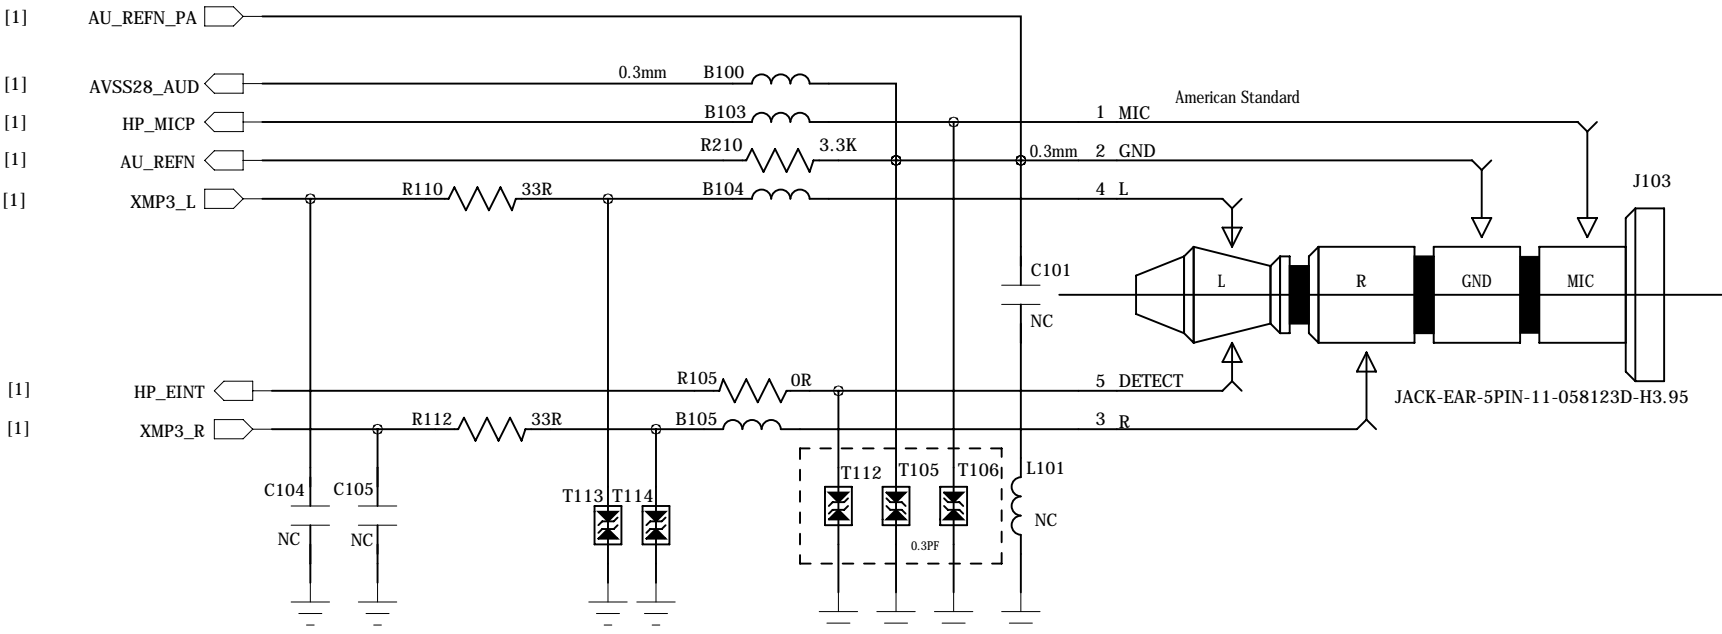 [1] AU_REFN_PA
[1] AVSS28_AUD 0.3mm B100
American Standard
[1] HP_MICP B103 1 MIC
[1] AU_REFN R210 3.3K 0.3mm 2 GND
[1] XMP3_L R110 33R B104 4 L
J103
C101
L R GND MIC
NC
[1] HP_EINT R105 0R 5 DETECT
JACK-EAR-5PIN-11-058123D-H3.95
[1] XMP3_R R112 33R B105 3 R
T112 T105 T106 L101
C104 C105 T113 T114
NC NC NC
0.3PF